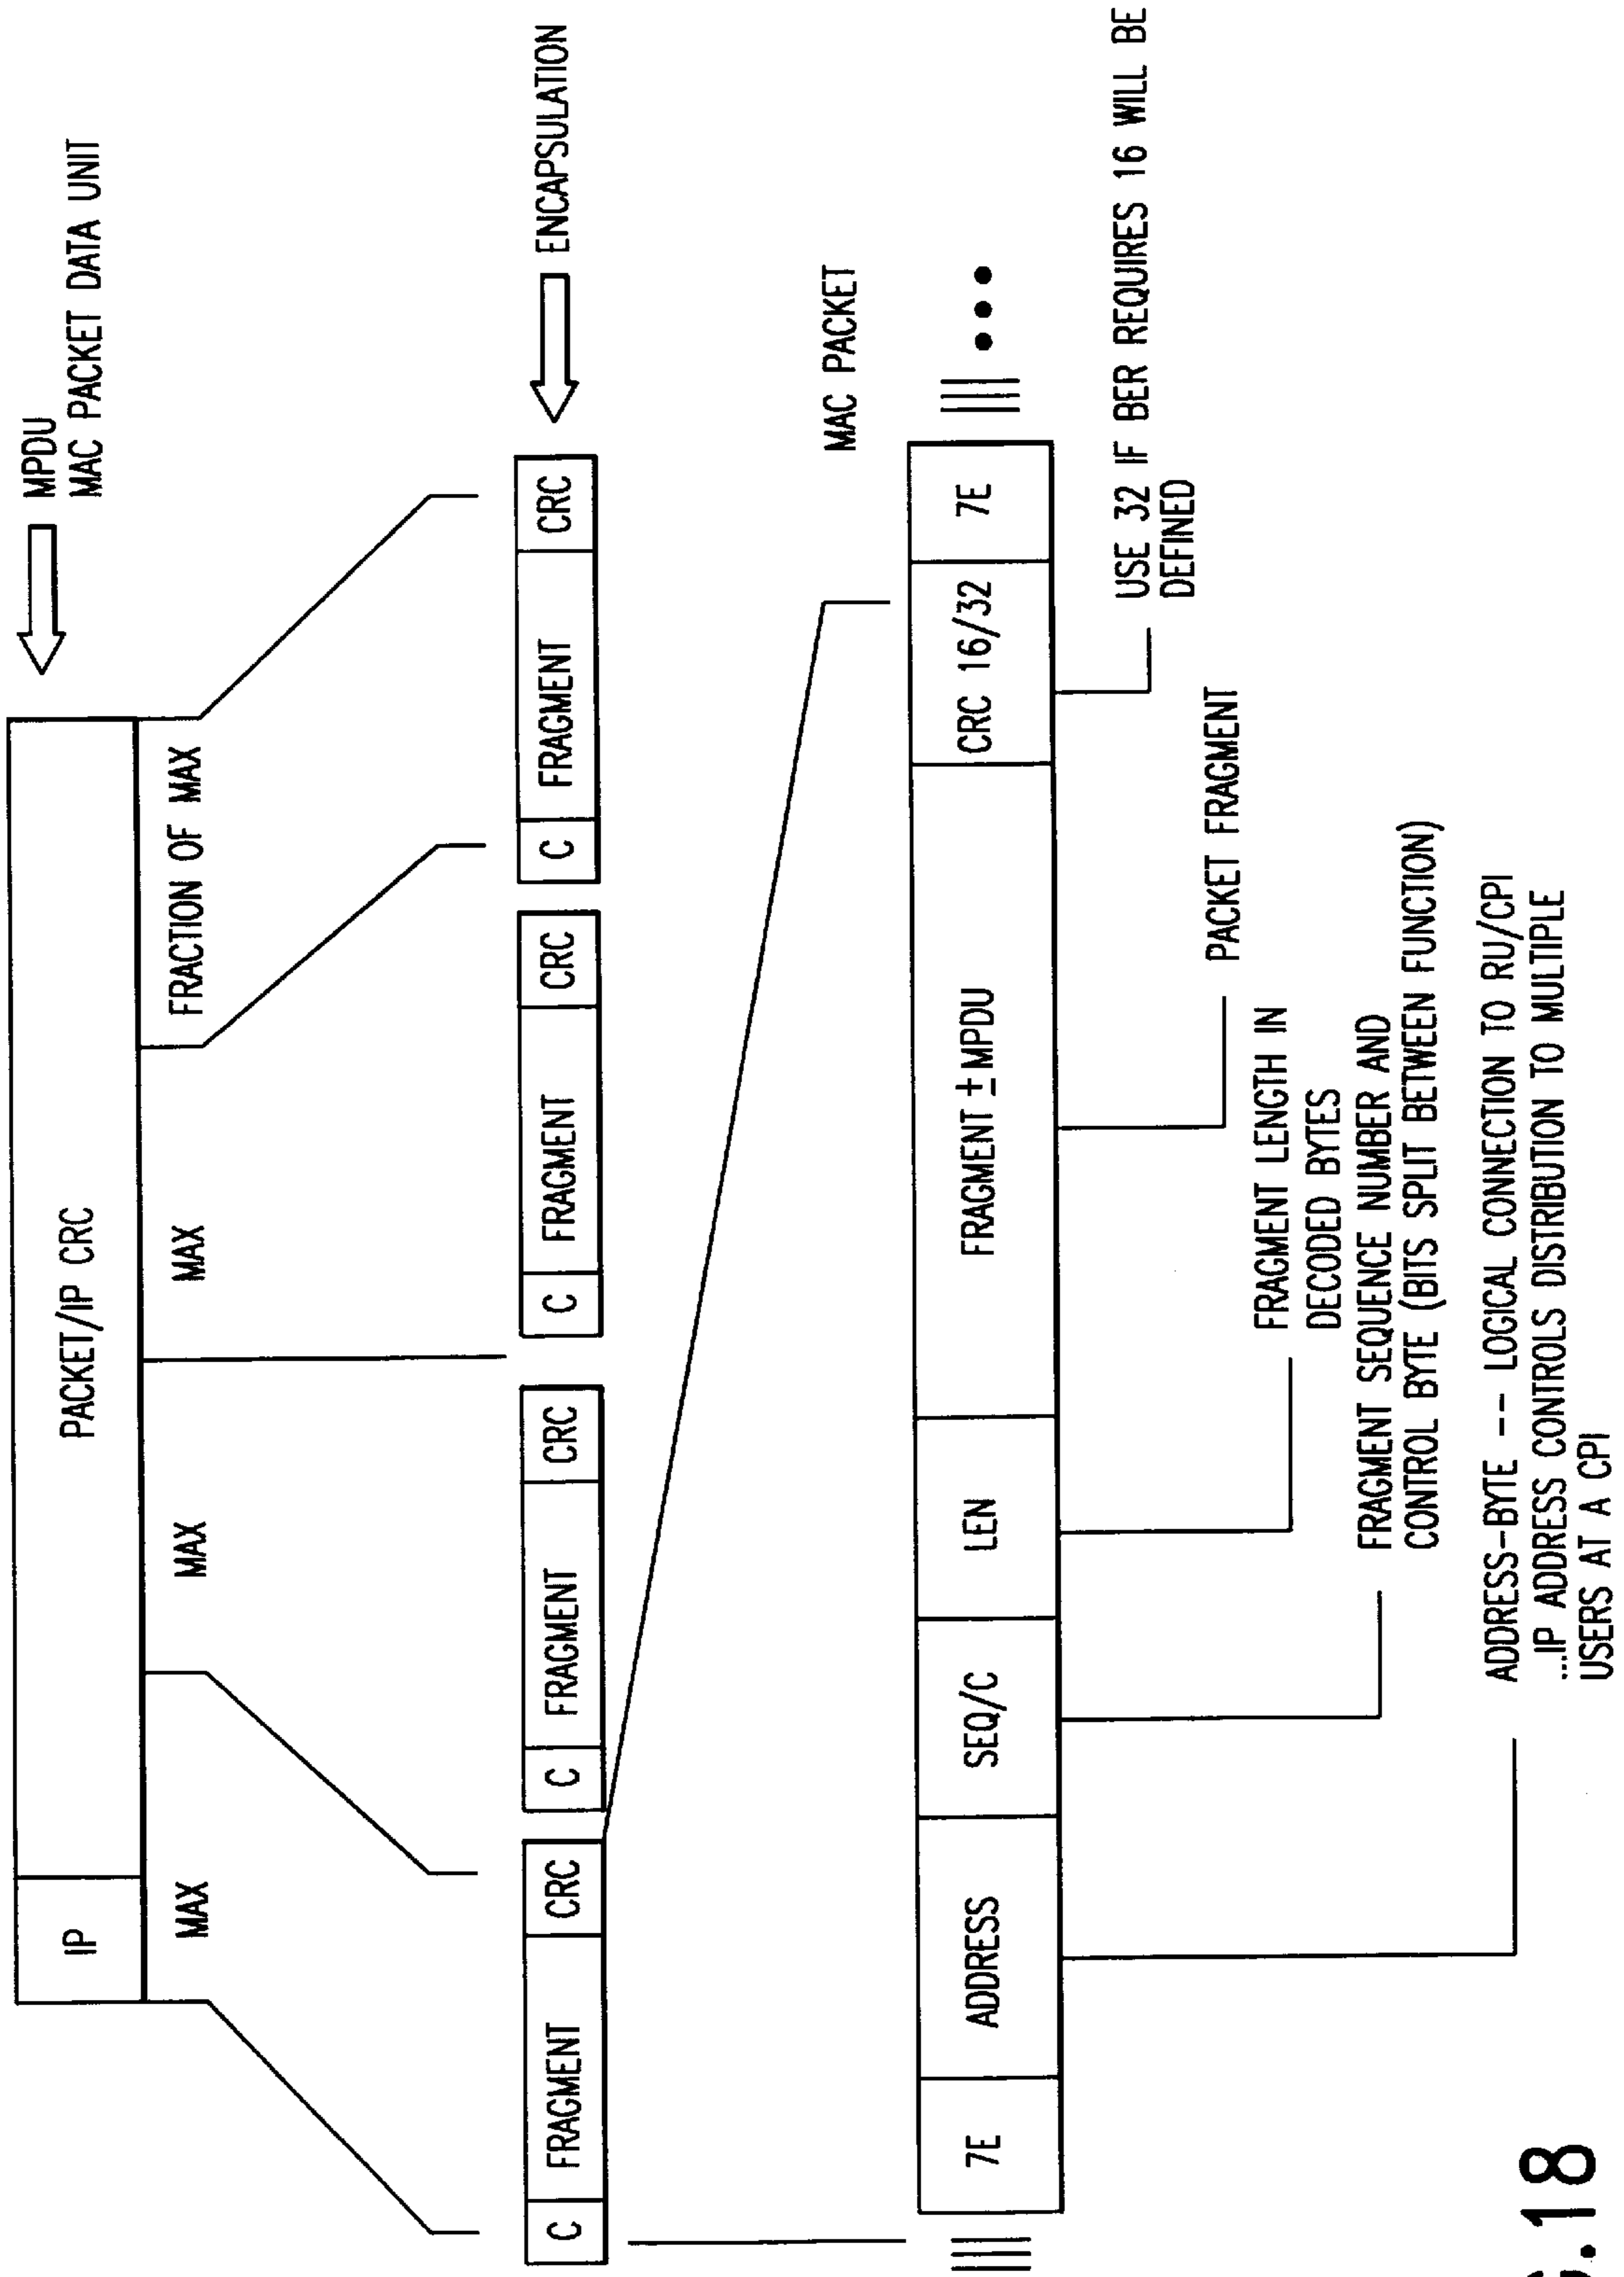 MPDU
MAC PACKET DATA UNIT
IP
PACKET/IP CRC
MAX
MAX
MAX
FRACTION OF MAX
C
FRAGMENT
CRC
C
FRAGMENT
CRC
C
FRAGMENT
CRC
C
FRAGMENT
CRC
ENCAPSULATION
MAC PACKET
7E
ADDRESS
SEQ/C
LEN
FRAGMENT ± MPDU
CRC 16/32
7E
USE 32 IF BER REQUIRES 16 WILL BE
DEFINED
PACKET FRAGMENT
FRAGMENT LENGTH IN
DECODED BYTES
FRAGMENT SEQUENCE NUMBER AND
CONTROL BYTE (BITS SPLIT BETWEEN FUNCTION)
ADDRESS-BYTE -- LOGICAL CONNECTION TO RU/CPI
...IP ADDRESS CONTROLS DISTRIBUTION TO MULTIPLE
USERS AT A CPI
.18